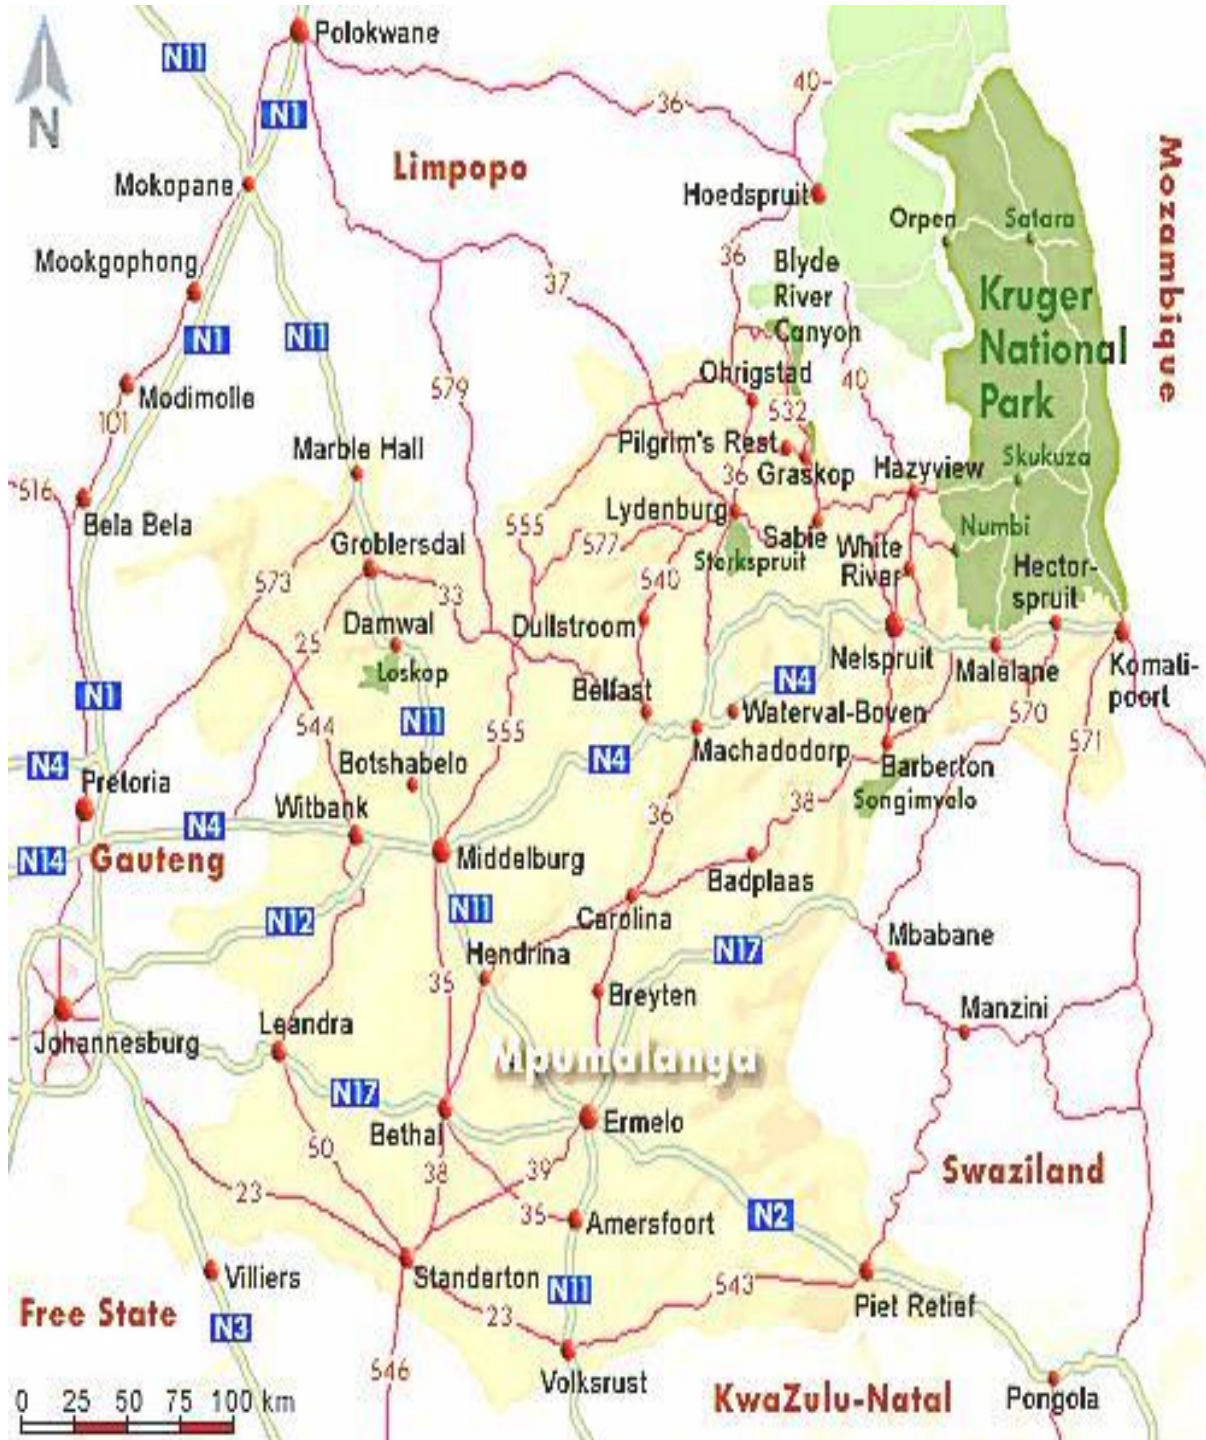 Polokwane
N11
N
N1
40
36
Limpopo
Mozambique
Mokopane
Hoedspruit
Orpen
Satara
36
Mookgophong
Blyde
River
Canyon
37
Kruger
National
Park
N1
N11
Ohrigstad
579
40
Modimolle
101
532
Marble Hall
Pilgrim's Rest
36
Graskop
Hazyview
Skukuza
516
Bela Bela
Lydenburg
555
577
Sabie
Numbi
Groblersdal
Sterkspruit
White
River
Hector-
spruit
573
33
540
Damwal
25
Dullstroom
Loskop
Nelspruit
Malelane
Komati-
poort
N1
Belfast
N4
544
N11
555
Waterval-Boven
570
571
N4
Botshabelo
N4
Machadodorp
Barberton
Pretoria
Witbank
38
Songimvelo
N4
36
N14
Gauteng
Middelburg
Badplaas
N11
Carolina
N12
Hendrina
N17
Mbabane
35
Breyten
Manzini
Leandra
Johannesburg
Mpumalanga
N17
Bethal
Ermelo
50
38
39
Swaziland
23
35
Amersfoort
N2
Villiers
Standerton
N11
543
Free State
23
Piet Retief
N3
546
Volksrust
KwaZulu-Natal
Pongola
0 25 50 75 100 km